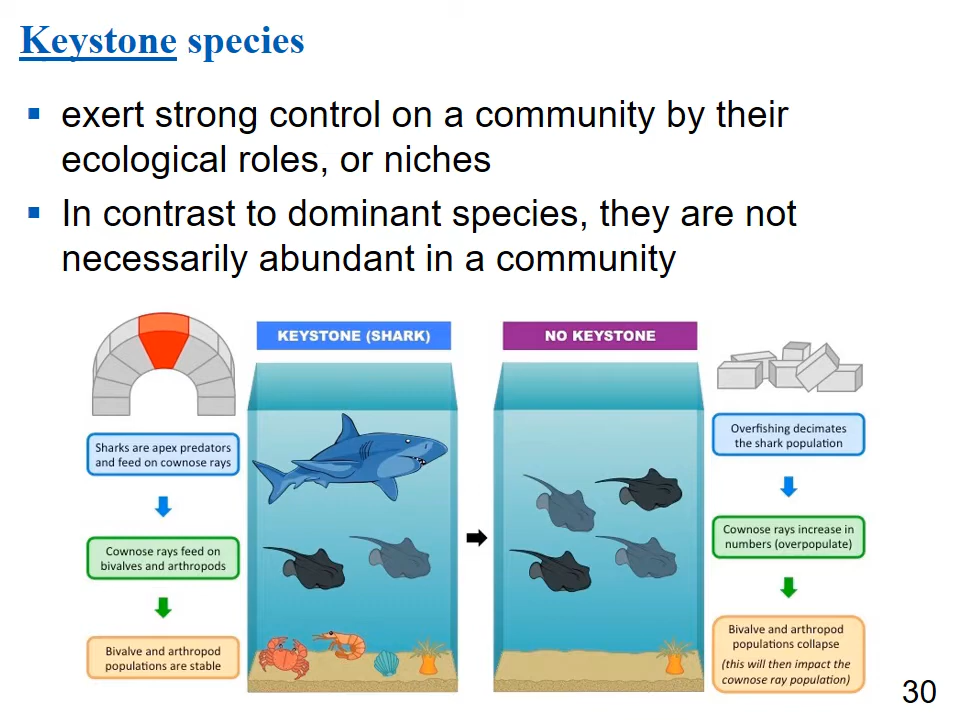 Keystone species
▪ exert strong control on a community by their
ecological roles, or niches
▪ In contrast to dominant species, they are not
necessarily abundant in a community
KEYSTONE (SHARK)
NO KEYSTONE
Sharks are apex predators
and feed on cownose rays
Cownose rays feed on
bivalves and arthropods
Bivalve and arthropod
populations are stable
Overfishing decimates
the shark population
Cownose rays increase in
numbers (overpopulate)
Bivalve and arthropod
populations collapse
(this will then impact the
cownose ray population)
30